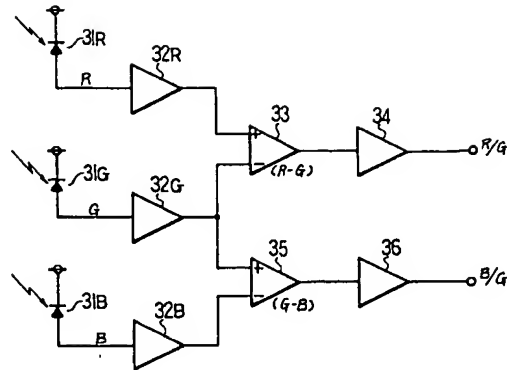 31R
R
32R
33
+
−
(R-G)
34
R/G
31G
G
32G
35
+
−
(G-B)
36
B/G
31B
B
32B